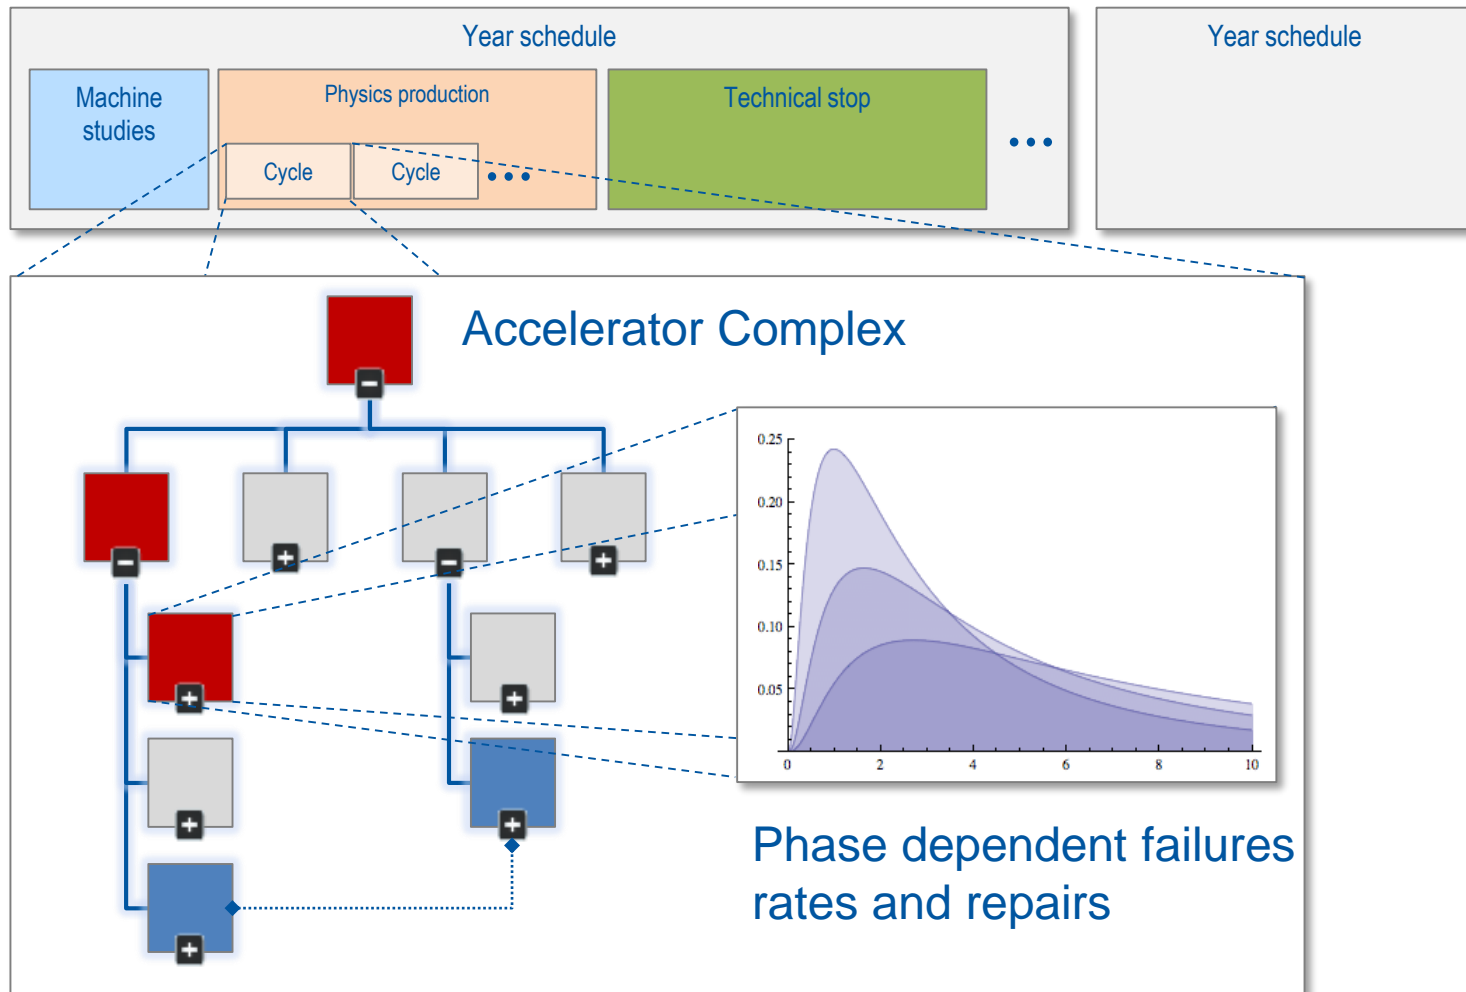 Year schedule
Year schedule
Machine
studies
Physics production
Technical stop
Cycle
Cycle
Accelerator Complex
0.25
0.20
0.15
0.10
0.05
0
2
4
6
8
10
Phase dependent failures
rates and repairs